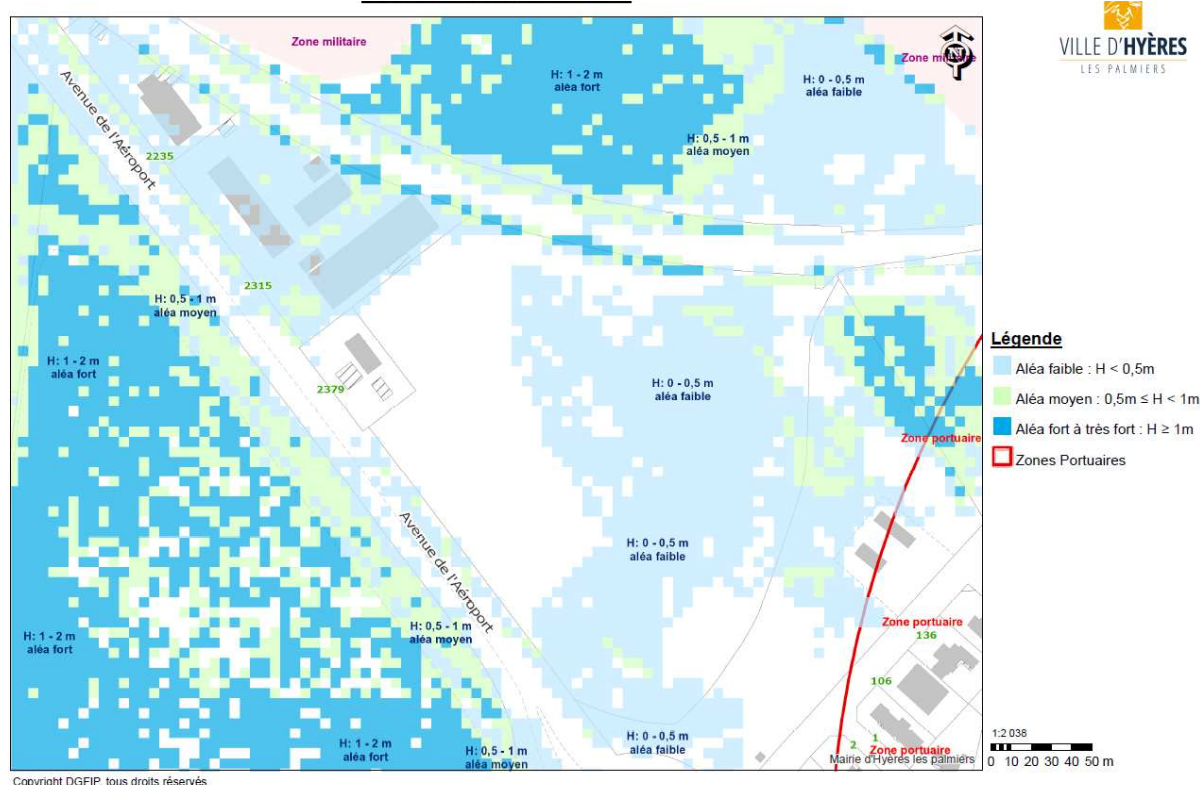 VILLE D'HYÈRES
LES PALMIERS
Zone militaire
Zone militaire
N
Avenue de l'Aéroport
H: 1 - 2 m
aléa fort
H: 0 - 0,5 m
aléa faible
H: 0,5 - 1 m
aléa moyen
2235
2315
H: 0,5 - 1 m
aléa moyen
H: 1 - 2 m
aléa fort
2379
H: 0 - 0,5 m
aléa faible
Zone portuaire
Avenue de l'Aéroport
H: 0 - 0,5 m
aléa faible
H: 1 - 2 m
aléa fort
H: 0,5 - 1 m
aléa moyen
Zone portuaire
136
106
H: 1 - 2 m
aléa fort
H: 0,5 - 1 m
aléa moyen
H: 0 - 0,5 m
aléa faible
2
1
Zone portuaire
Mairie d'Hyères les palmiers
Légende
Aléa faible : H < 0,5m
Aléa moyen : 0,5m ≤ H < 1m
Aléa fort à très fort : H ≥ 1m
Zones Portuaires
1:2 038
0 10 20 30 40 50 m
Copyright DGFIP, tous droits réservés